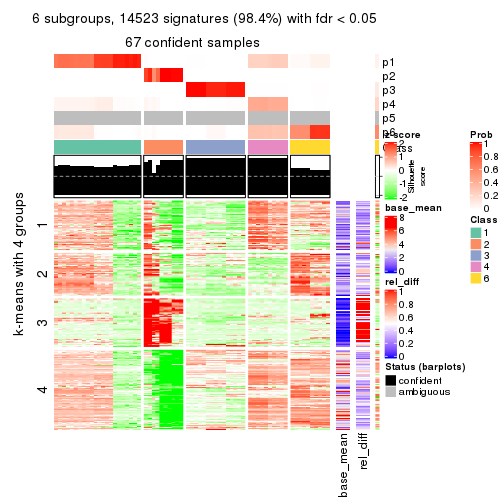 6 subgroups, 14523 signatures (98.4%) with fdr < 0.05
67 confident samples
p1
p2
p3
p4
p5
p6
Class
k-means with 4 groups
1
2
3
4
Silhouette
score
z-score
2
-2
base_mean
8
6
4
2
0
rel_diff
1
0.8
0.6
0.4
0.2
0
Status (barplots)
confident
ambiguous
Prob
1
0.8
0.6
0.4
0.2
0
Class
1
2
3
4
6
base_mean
rel_diff